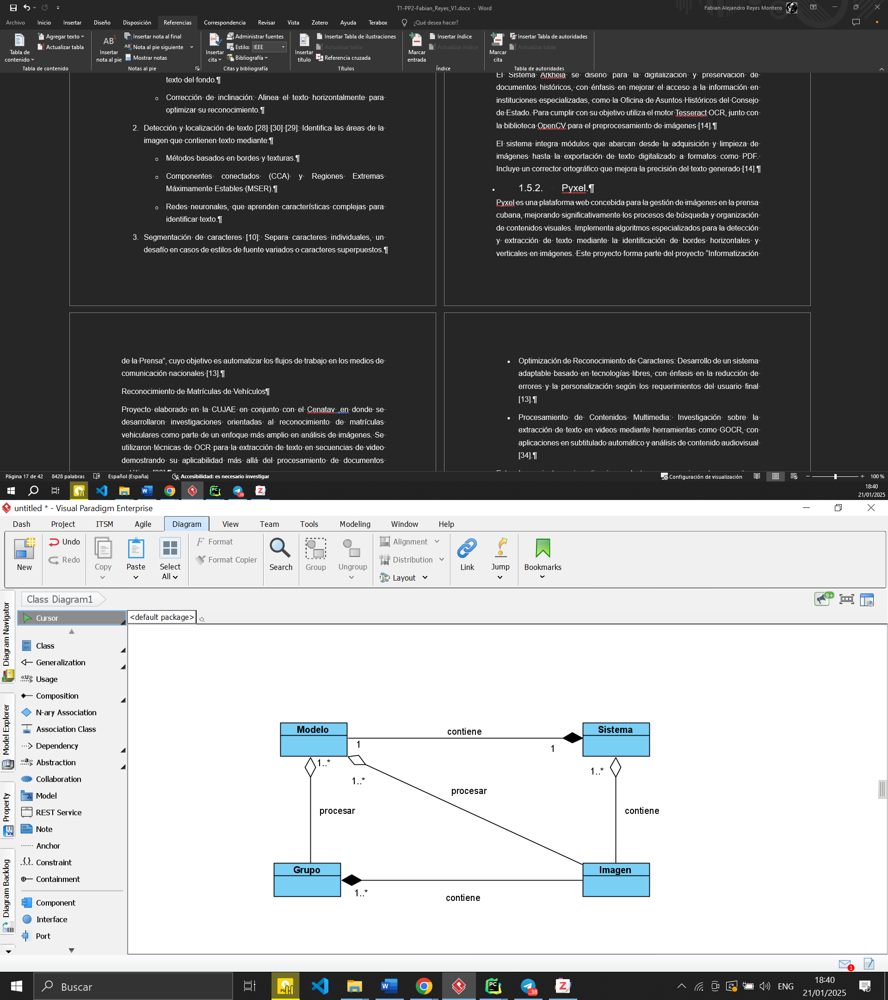 T1-PP2-Fabian_Reyes_V1.docx - Word
Fabian Alejandro Reyes Montero
Archivo Inicio Insertar Diseño Disposición Referencias Correspondencia Revisar Vista Zotero Ayuda Terabox ¿Qué desea hacer?
Tabla de contenido
Agregar texto
Actualizar tabla
Tabla de contenido
AB1
Insertar nota al pie
Insertar nota al final
Nota al pie siguiente
Mostrar notas
Notas al pie
Insertar cita
Administrar fuentes
Estilo: IEEE
Bibliografía
Citas y bibliografía
Insertar título
Insertar Tabla de ilustraciones
Actualizar tabla
Referencia cruzada
Títulos
Marcar entrada
Insertar índice
Actualizar índice
Índice
Marcar cita
Insertar Tabla de autoridades
Actualizar tabla
Tabla de autoridades
texto del fondo.¶
o Corrección de inclinación: Alinea el texto horizontalmente para
optimizar su reconocimiento.¶
2. Detección y localización de texto [28] [30] [29]: Identifica las áreas de la
imagen que contienen texto mediante:¶
o Métodos basados en bordes y texturas.¶
o Componentes conectados (CCA) y Regiones Extremas
Máximamente Estables (MSER).¶
o Redes neuronales, que aprenden características complejas para
identificar texto.¶
3. Segmentación de caracteres [10]: Separa caracteres individuales, un
desafío en casos de estilos de fuente variados o caracteres superpuestos.¶
El Sistema Arkheia se diseñó para la digitalización y preservación de
documentos históricos, con énfasis en mejorar el acceso a la información en
instituciones especializadas, como la Oficina de Asuntos Históricos del Consejo
de Estado. Para cumplir con su objetivo utiliza el motor Tesseract OCR, junto con
la biblioteca OpenCV para el preprocesamiento de imágenes [14].¶
El sistema integra módulos que abarcan desde la adquisición y limpieza de
imágenes hasta la exportación de texto digitalizado a formatos como PDF.
Incluye un corrector ortográfico que mejora la precisión del texto generado [14].¶
1.5.2. → Pyxel.¶
Pyxel es una plataforma web concebida para la gestión de imágenes en la prensa
cubana, mejorando significativamente los procesos de búsqueda y organización
de contenidos visuales. Implementa algoritmos especializados para la detección
y extracción de texto mediante la identificación de bordes horizontales y
verticales en imágenes. Este proyecto forma parte del proyecto “Informatización
de la Prensa”, cuyo objetivo es automatizar los flujos de trabajo en los medios de
comunicación nacionales [13].¶
Reconocimiento de Matrículas de Vehículos¶
Proyecto elaborado en la CUJAE en conjunto con el Cenatav ,en donde se
desarrollaron investigaciones orientadas al reconocimiento de matrículas
vehiculares como parte de un enfoque más amplio en análisis de imágenes. Se
utilizaron técnicas de OCR para la extracción de texto en secuencias de video
demostrando su aplicabilidad más allá del procesamiento de documentos
• Optimización de Reconocimiento de Caracteres: Desarrollo de un sistema
adaptable basado en tecnologías libres, con énfasis en la reducción de
errores y la personalización según los requerimientos del usuario final
[13].¶
• Procesamiento de Contenidos Multimedia: Investigación sobre la
extracción de texto en videos mediante herramientas como GOCR, con
aplicaciones en subtitulado automático y análisis de contenido audiovisual
[34].¶
Página 17 de 42 8428 palabras Español (España) Accesibilidad: es necesario investigar Configuración de visualización 100 %
18:40
21/01/2025
untitled * - Visual Paradigm Enterprise
Dash Project ITSM Agile Diagram View Team Tools Modeling Window Help
New
Undo
Redo
Copy
Paste
Select All
Format
Format Copier
Search
Group
Ungroup
Alignment
Distribution
Layout
Link
Jump
Bookmarks
Class Diagram1
9+
Diagram Navigator
Model Explorer
Property
Diagram Backlog
Cursor
<default package>
Class
Generalization
Usage
Composition
N-ary Association
Association Class
Dependency
Abstraction
Collaboration
Model
REST Service
Note
Anchor
Constraint
Containment
Component
Interface
Port
Modelo
contiene
Sistema
1
1
1..*
1..*
1..*
procesar
procesar
contiene
Grupo
Imagen
1..*
contiene
1
Buscar
38
ENG
18:40
21/01/2025